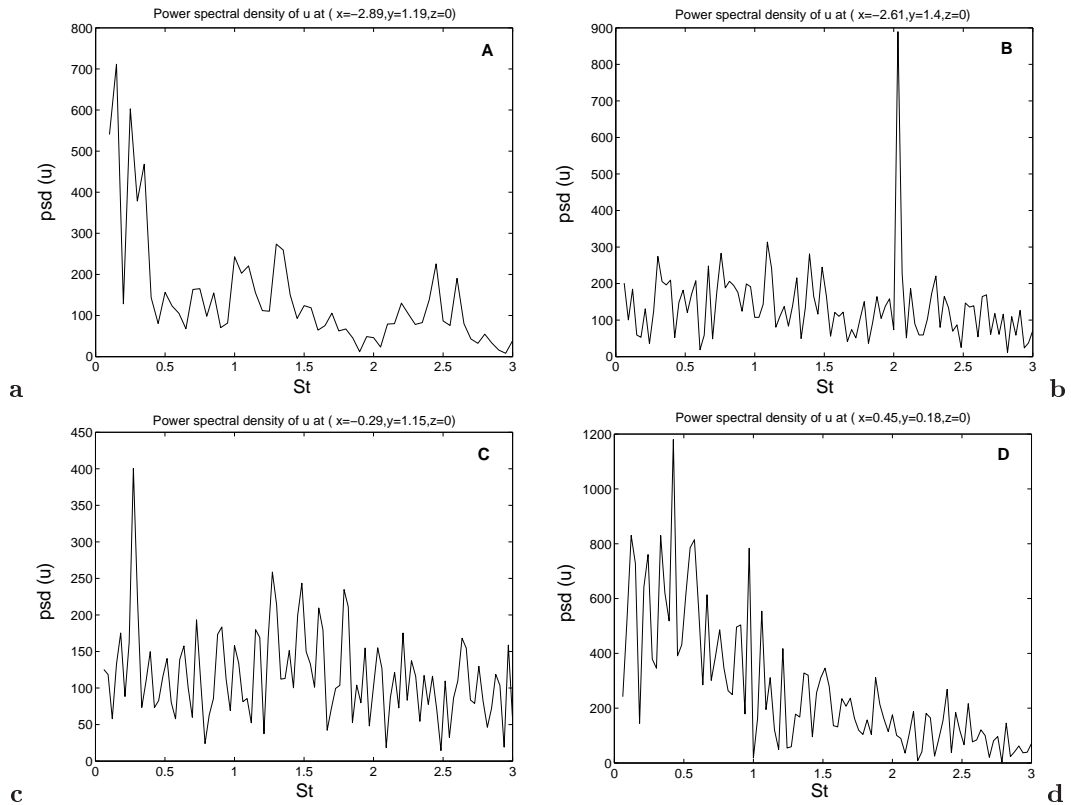 Power spectral density of u at ( x=−2.89,y=1.19,z=0)
A
800
700
600
500
400
300
200
100
0
psd (u)
0 0.5 1 1.5 2 2.5 3
St
a
Power spectral density of u at ( x=−2.61,y=1.4,z=0)
B
900
800
700
600
500
400
300
200
100
0
psd (u)
0 0.5 1 1.5 2 2.5 3
St
b
Power spectral density of u at ( x=−0.29,y=1.15,z=0)
C
450
400
350
300
250
200
150
100
50
0
psd (u)
0 0.5 1 1.5 2 2.5 3
St
c
Power spectral density of u at ( x=0.45,y=0.18,z=0)
D
1200
1000
800
600
400
200
0
psd (u)
0 0.5 1 1.5 2 2.5 3
St
d